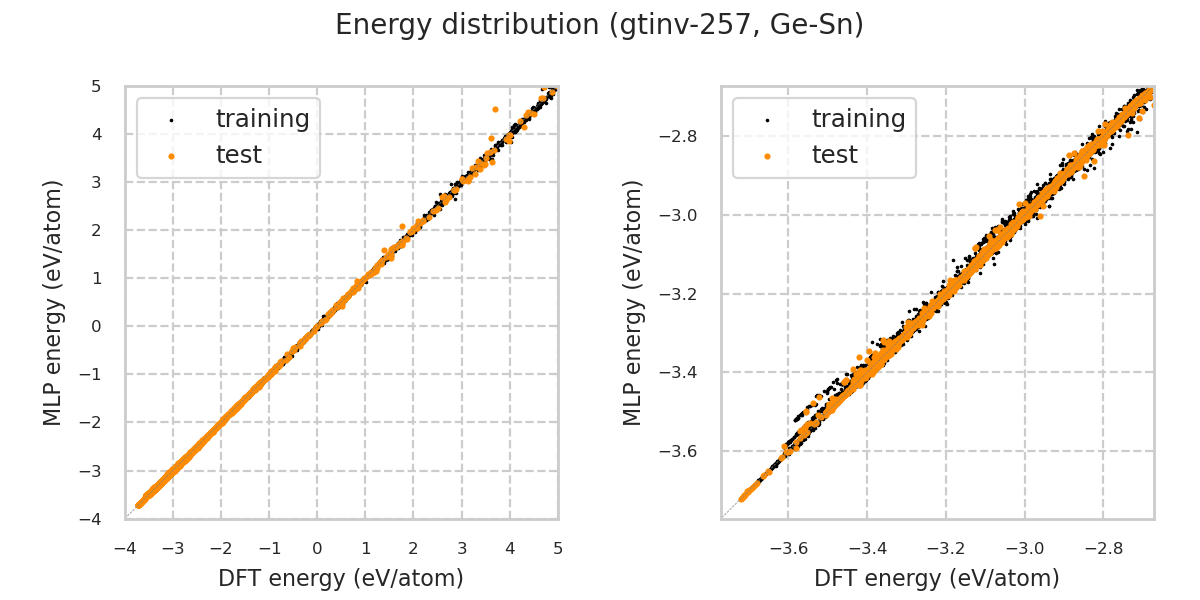 Energy distribution (gtinv-257, Ge-Sn)
MLP energy (eV/atom)
5
4
3
2
1
0
−1
−2
−3
−4
training
test
−4 −3 −2 −1 0 1 2 3 4 5
DFT energy (eV/atom)
MLP energy (eV/atom)
−2.8
−3.0
−3.2
−3.4
−3.6
training
test
−3.6 −3.4 −3.2 −3.0 −2.8
DFT energy (eV/atom)